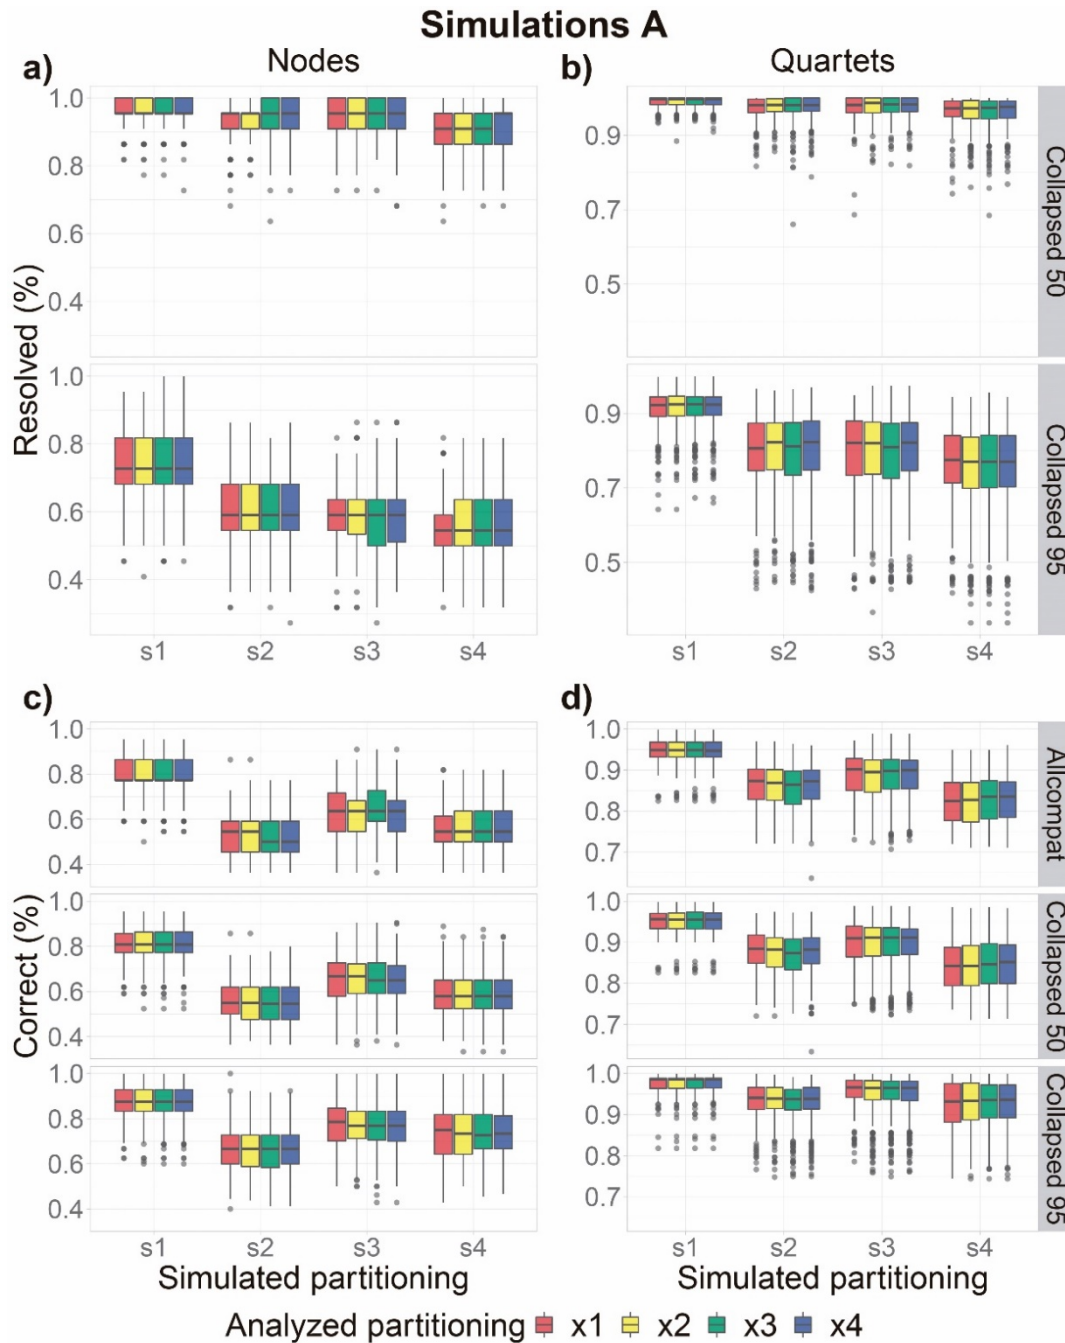 Simulations A
a) Nodes
b) Quartets
Resolved (%)
1.0
0.8
0.6
0.4
0.9
0.7
0.5
Collapsed 50
1.0
0.8
0.6
0.4
0.9
0.7
0.5
Collapsed 95
s1 s2 s3 s4
s1 s2 s3 s4
c)
d)
Correct (%)
1.0
0.8
0.6
0.4
1.0
0.9
0.8
0.7
Allcompat
1.0
0.8
0.6
0.4
1.0
0.9
0.8
0.7
Collapsed 50
1.0
0.8
0.6
0.4
1.0
0.9
0.8
0.7
Collapsed 95
s1 s2 s3 s4
s1 s2 s3 s4
Simulated partitioning
Simulated partitioning
Analyzed partitioning x1 x2 x3 x4